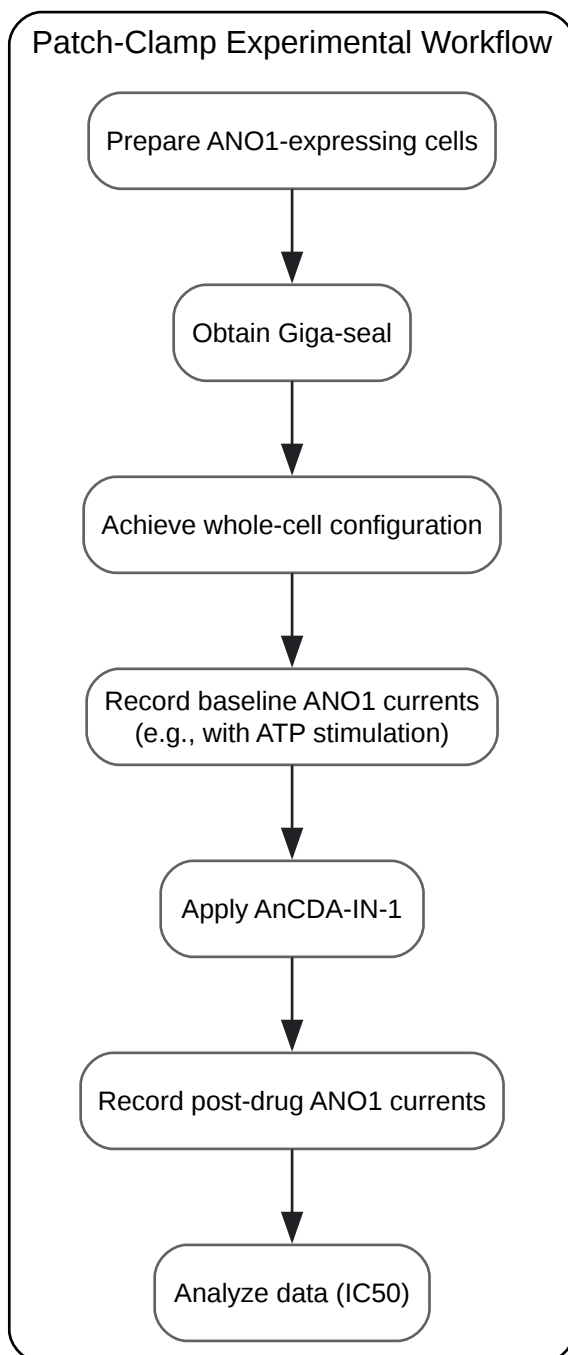 Patch-Clamp Experimental Workflow
Prepare ANO1-expressing cells
Obtain Giga-seal
Achieve whole-cell configuration
Record baseline ANO1 currents
(e.g., with ATP stimulation)
Apply AnCDA-IN-1
Record post-drug ANO1 currents
Analyze data (IC50)